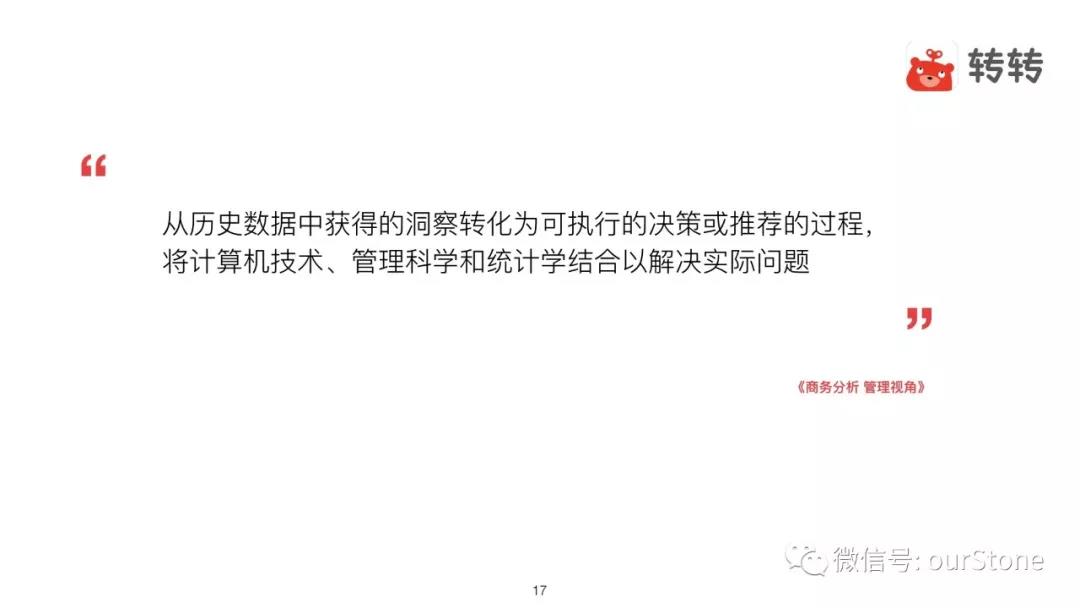 转转
“
从历史数据中获得的洞察转化为可执行的决策或推荐的过程，
将计算机技术、管理科学和统计学结合以解决实际问题
”
《商务分析 管理视角》
微信号: ourStone
17